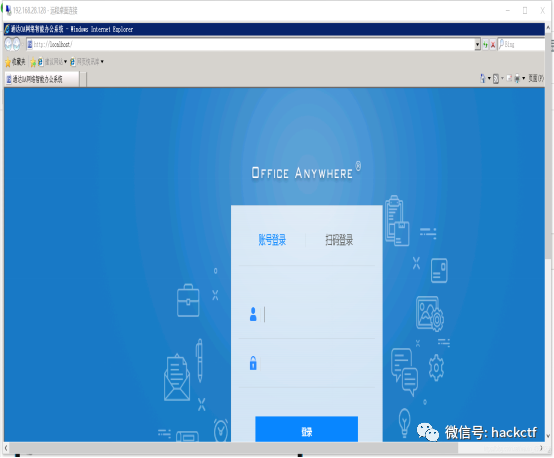 192.168.28.128 - 远程桌面连接
通达OA网络智能办公系统 - Windows Internet Explorer
http://localhost/
Bing
收藏夹 建议网站 网页快讯库
通达OA网络智能办公系统
页面(P)
OFFICE ANYWHERE®
账号登录 扫码登录
登录
微信号: hackctf